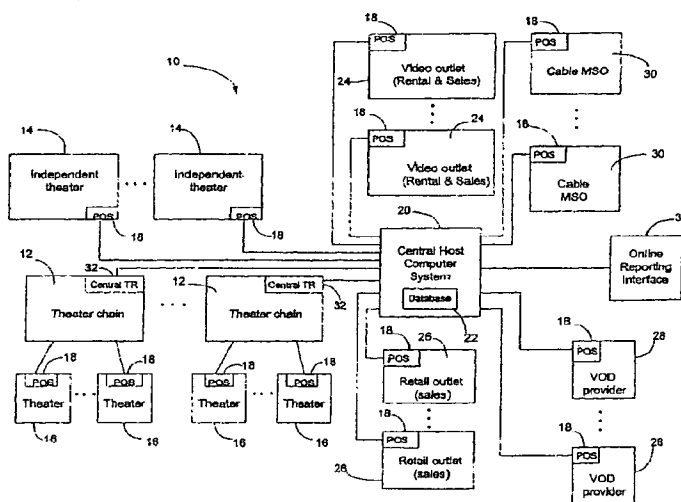 10
14
Independent theater
POS
18
14
Independent-theater
POS
18
18
POS
Video outlet (Rental & Sales)
24
18
POS
24
Video outlet (Rental & Sales)
18
POS
Cable MSO
30
18
POS
Cable MSO
30
20
Central Host Computer System
Database
22
3
Online Reporting Interface
12
32
Central TR
Theater chain
12
Central TR
32
Theater chain
18
POS
Theater
16
18
POS
Theater
16
18
POS
Theater
16
18
POS
Theater
16
18
26
POS
Retail outlet (sales)
18
POS
Retail outlet (sales)
26
18
POS
VOD provider
28
18
POS
VOD provider
28